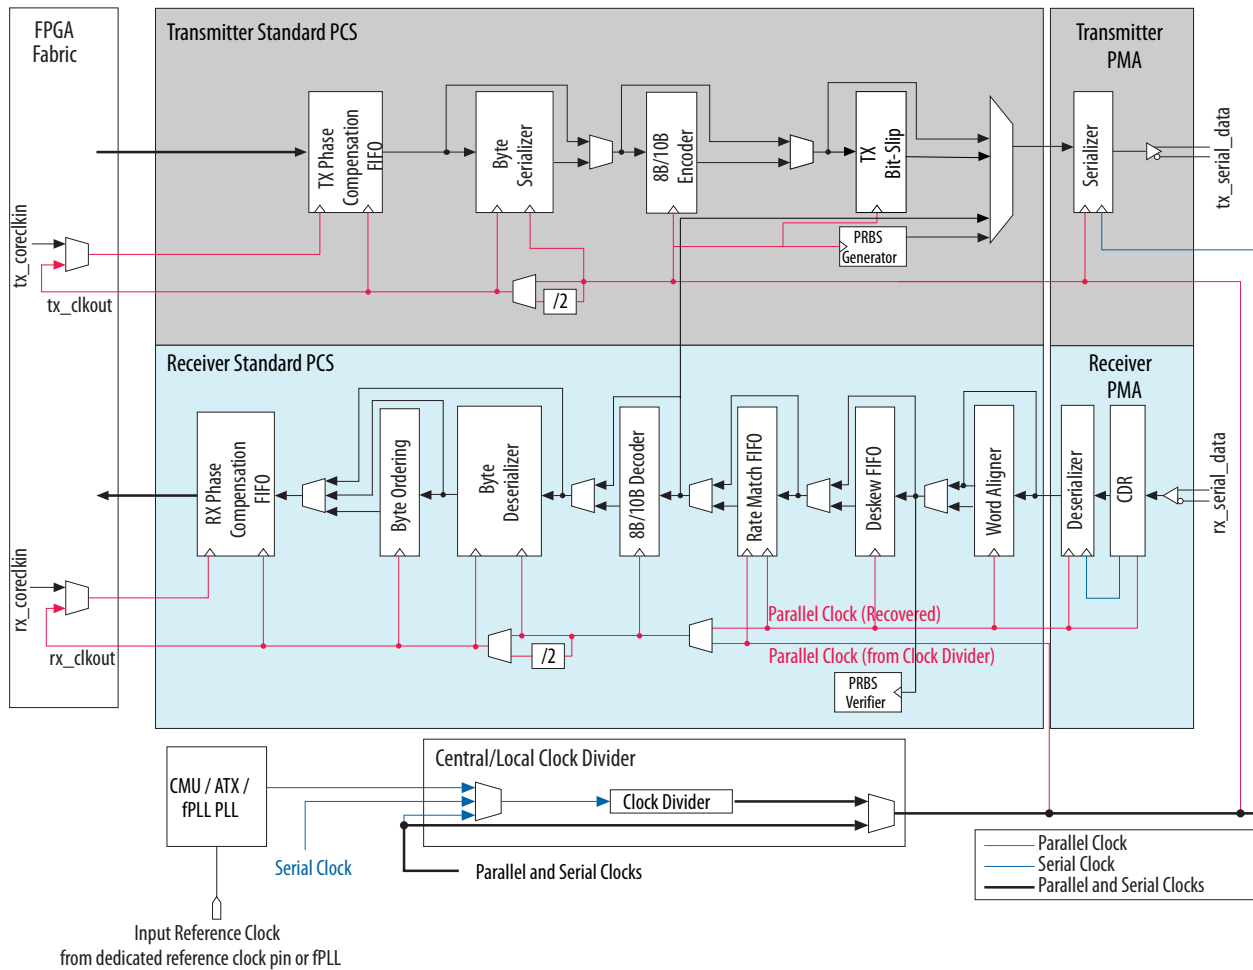 FPGA
Fabric
Transmitter Standard PCS
Transmitter
PMA
TX Phase
Compensation
FIFO
Byte
Serializer
8B/10B
Encoder
TX
Bit-Slip
PRBS
Generator
Serializer
tx_serial_data
tx_coreclkin
tx_clkout
/2
Receiver Standard PCS
Receiver
PMA
RX Phase
Compensation
FIFO
Byte Ordering
Byte
Deserializer
8B/10B Decoder
Rate Match FIFO
Deskew FIFO
Word Aligner
Deserializer
CDR
rx_serial_data
rx_coreclkin
rx_clkout
/2
Parallel Clock (Recovered)
Parallel Clock (from Clock Divider)
PRBS
Verifier
CMU / ATX /
fPLL PLL
Central/Local Clock Divider
Clock Divider
Serial Clock
Parallel and Serial Clocks
Input Reference Clock
from dedicated reference clock pin or fPLL
Parallel Clock
Serial Clock
Parallel and Serial Clocks